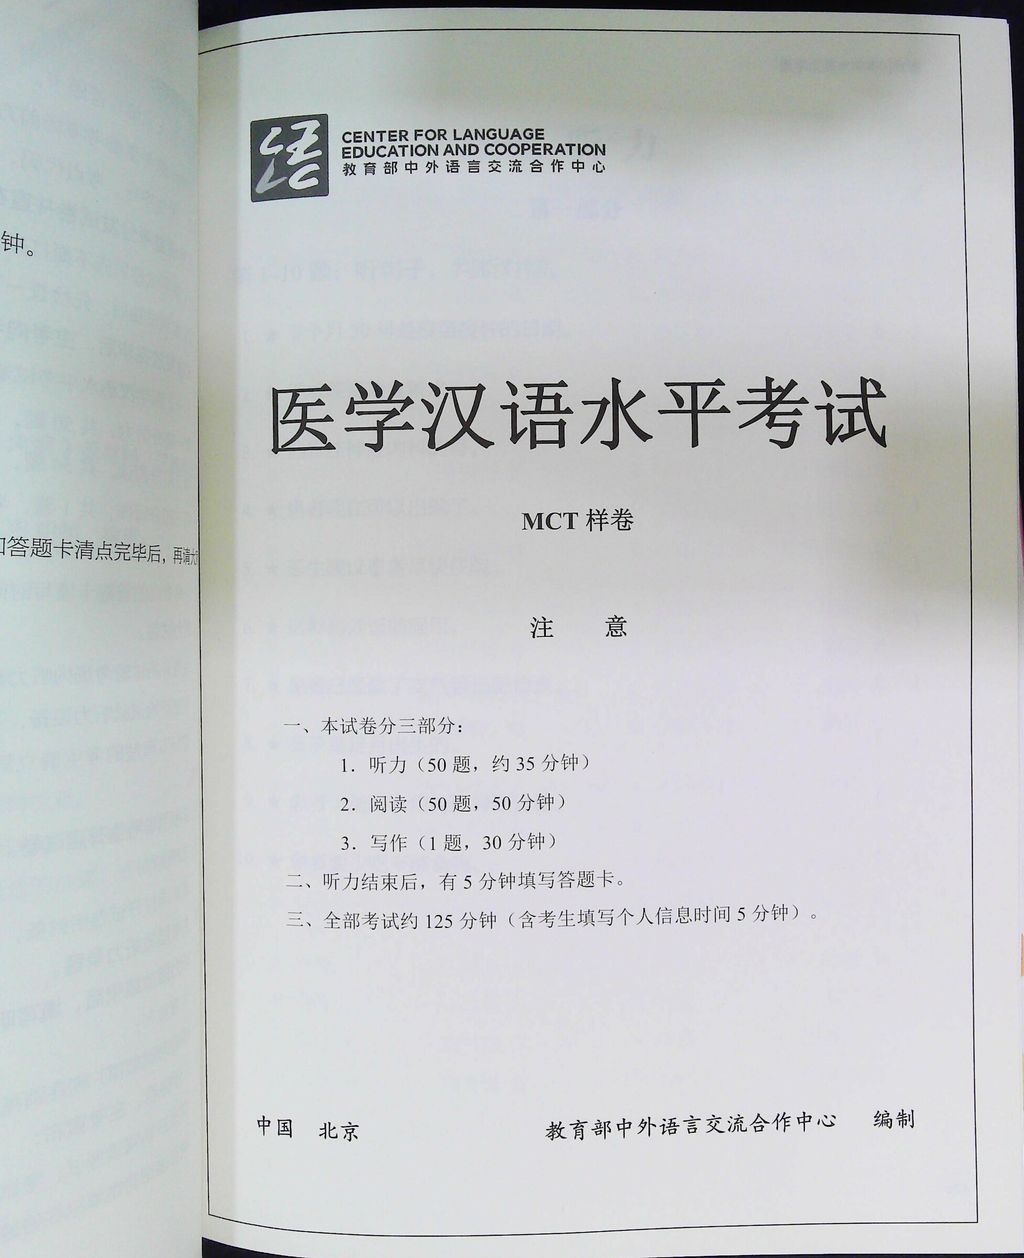 钟。
答题卡清点完毕后，再请
CENTER FOR LANGUAGE
EDUCATION AND COOPERATION
教育部中外语言交流合作中心
医学汉语水平考试
MCT 样卷
注 意
一、本试卷分三部分：
1．听力（50 题，约 35 分钟）
2．阅读（50 题，50 分钟）
3．写作（1 题，30 分钟）
二、听力结束后，有 5 分钟填写答题卡。
三、全部考试约 125 分钟（含考生填写个人信息时间 5 分钟）。
中国 北京 教育部中外语言交流合作中心 编制